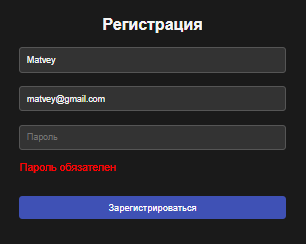 Регистрация
Matvey
matvey@gmail.com
Пароль
Пароль обязателен
Зарегистрироваться